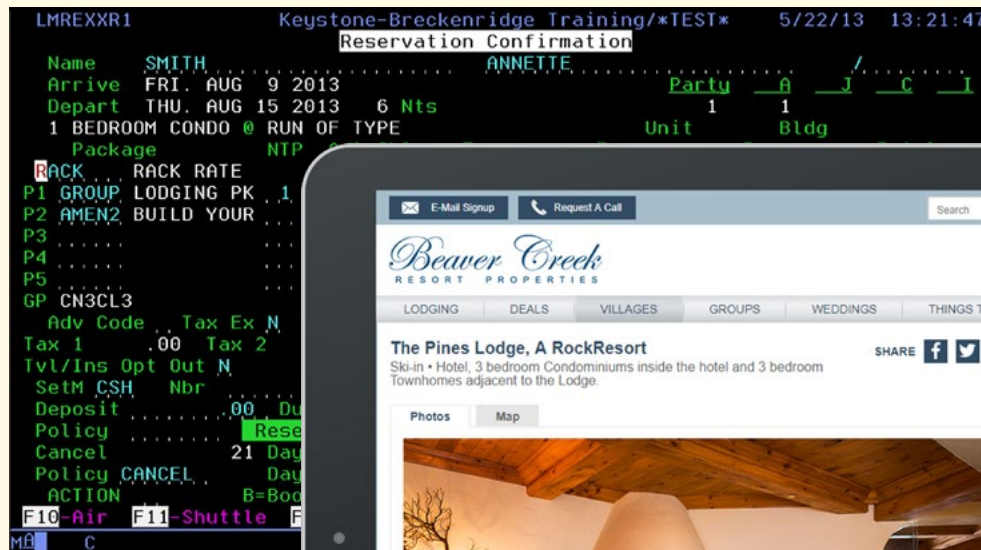 LMREXXR1 Keystone-Breckenridge Training/*TEST* 5/22/13 13:21:47
Reservation Confirmation
Name SMITH ANNETTE /
Arrive FRI. AUG 9 2013 Party A J C I
Depart THU. AUG 15 2013 6 Nts 1 1
1 BEDROOM CONDO @ RUN OF TYPE Unit Bldg
Package NTP
RACK RACK RATE
P1 GROUP LODGING PK 1
P2 AMEN2 BUILD YOUR
P3
P4
P5
GP CN3CL3
Adv Code Tax Ex N
Tax 1 .00 Tax 2
Tvl/Ins Opt Out N
SetM CSH Nbr
Deposit .00 Du
Policy Rese
Cancel 21 Day
Policy CANCEL Day
ACTION B=Boo
F10-Air F11-Shuttle F
MA C
E-Mail Signup Request A Call Search
Beaver Creek
RESORT PROPERTIES
LODGING DEALS VILLAGES GROUPS WEDDINGS THINGS T
The Pines Lodge, A RockResort SHARE f
Ski-in • Hotel, 3 bedroom Condominiums inside the hotel and 3 bedroom
Townhomes adjacent to the Lodge.
Photos Map